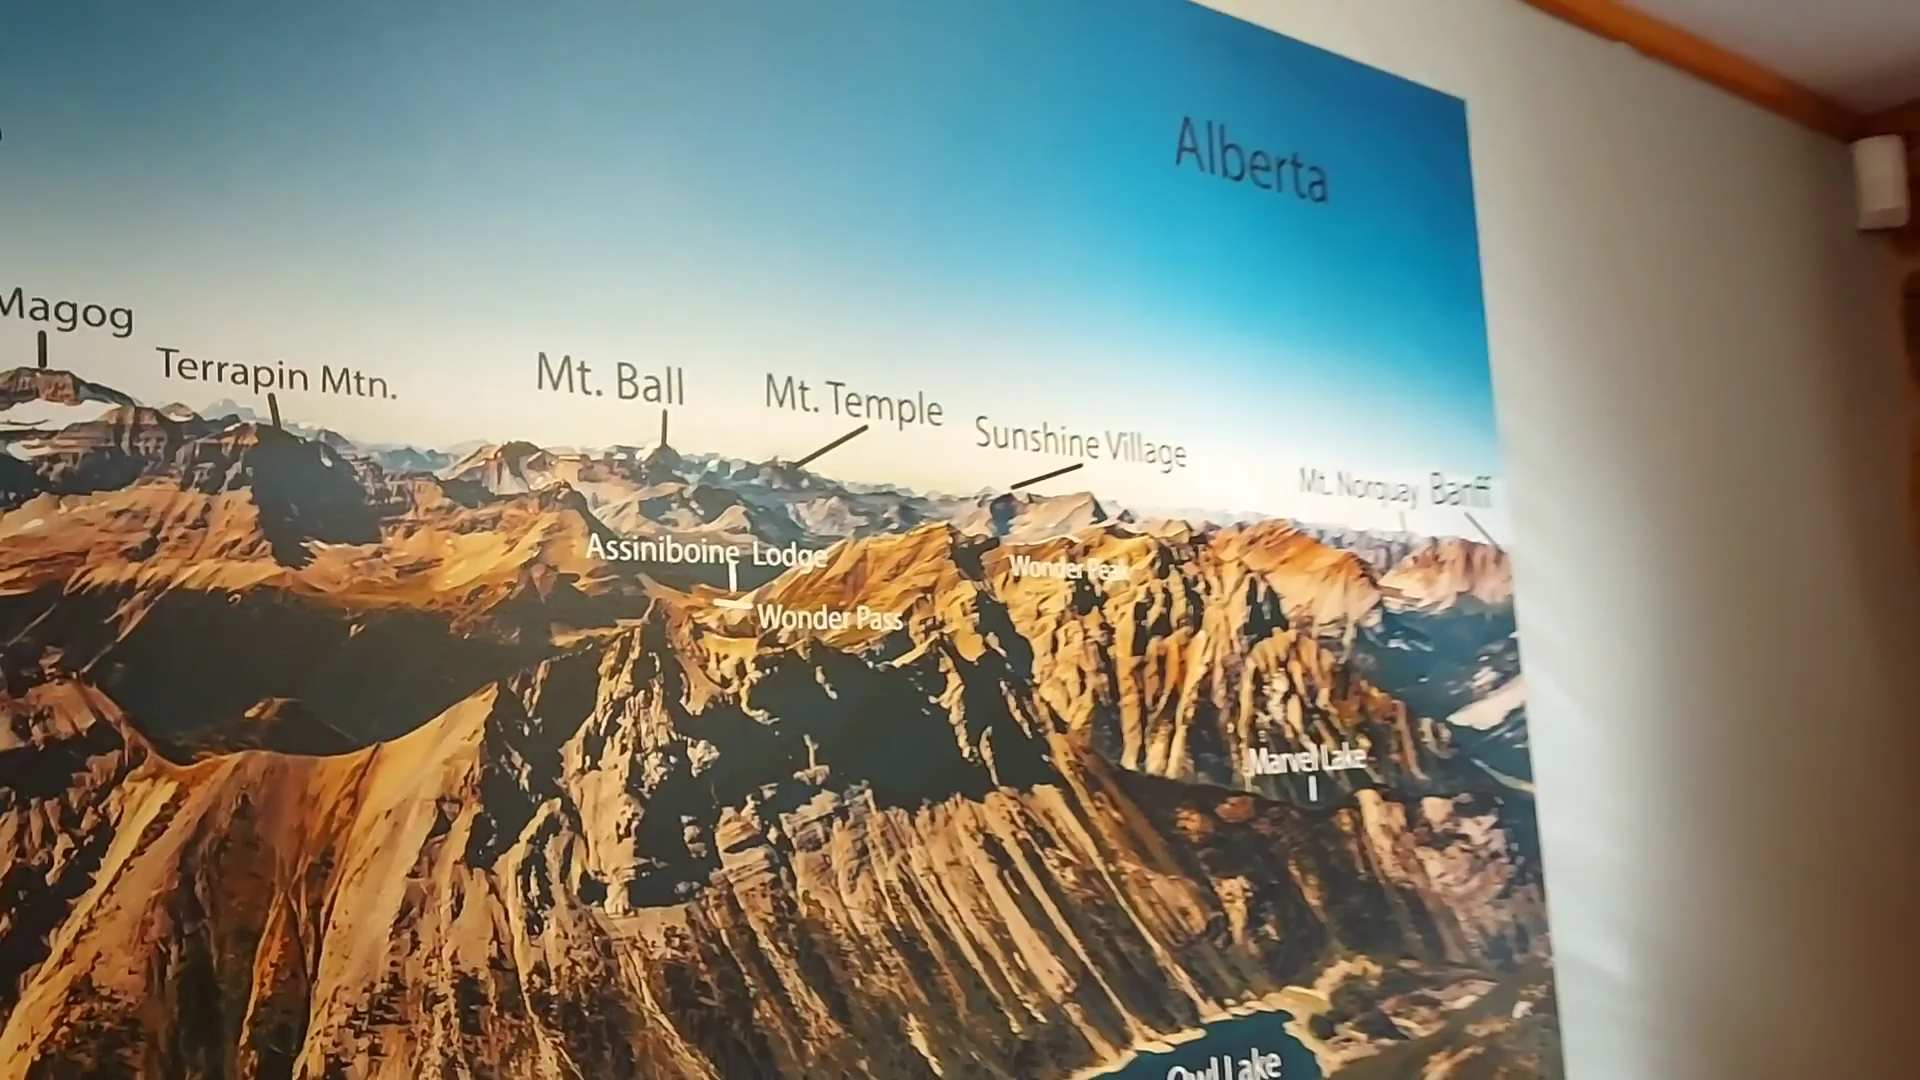 Alberta
Magog
Terrapin Mtn.
Mt. Ball
Mt. Temple
Sunshine Village
Mt. Norquay
Banff
Assiniboine Lodge
Wonder Peak
Wonder Pass
Marvel Lake
Owl Lake